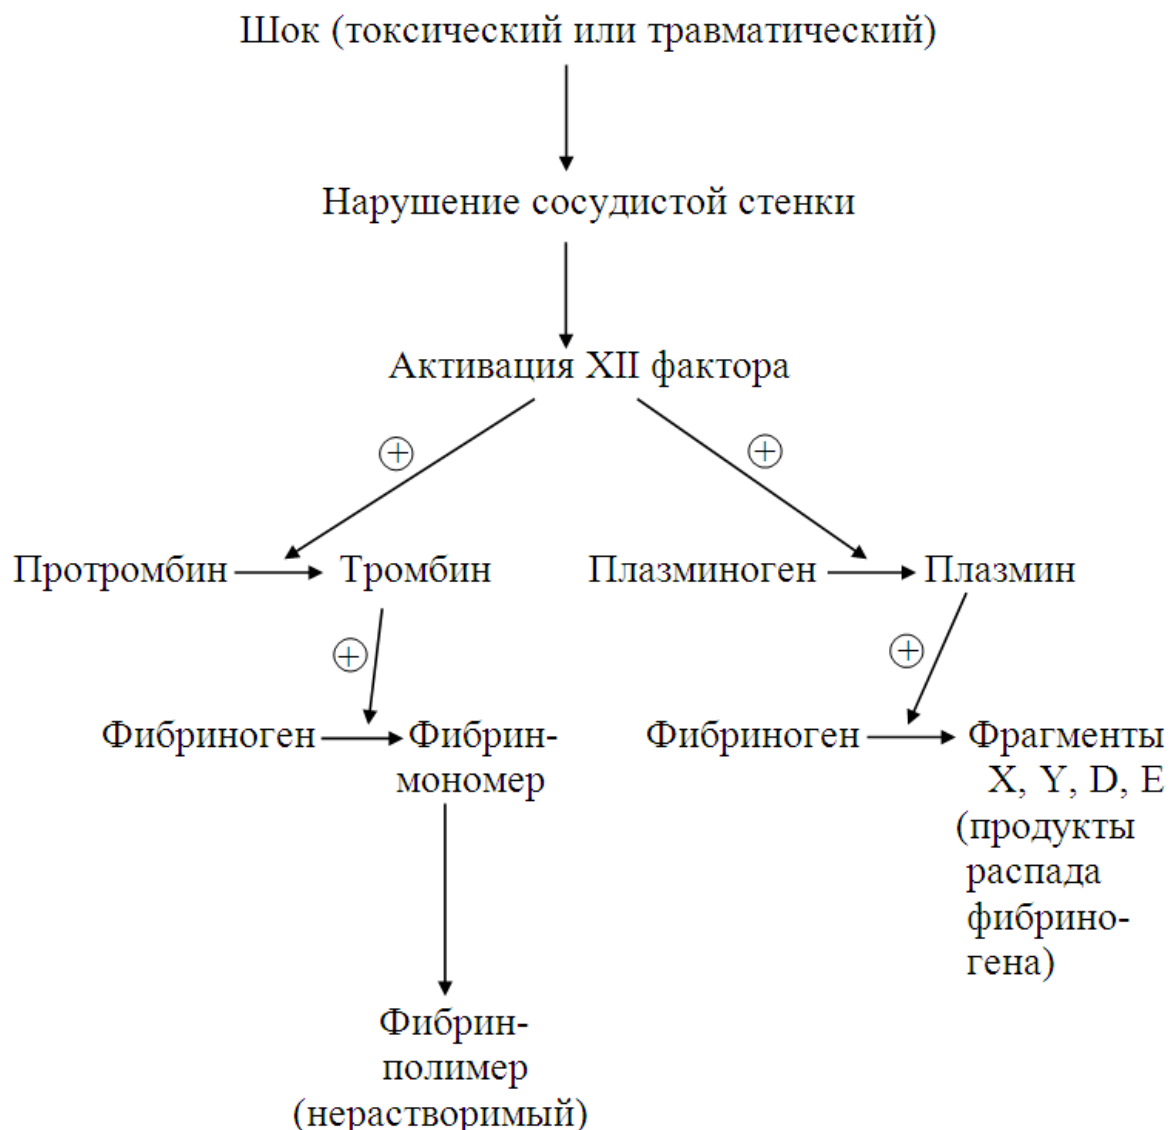 Шок (токсический или травматический)
Нарушение сосудистой стенки
Активация XII фактора
+ +
Протромбин Тромбин Плазминоген Плазмин
+ +
Фибриноген Фибрин- Фибриноген Фрагменты
мономер X, Y, D, E
(продукты
распада
фибрино-
гена)
Фибрин-
полимер
(нерастворимый)